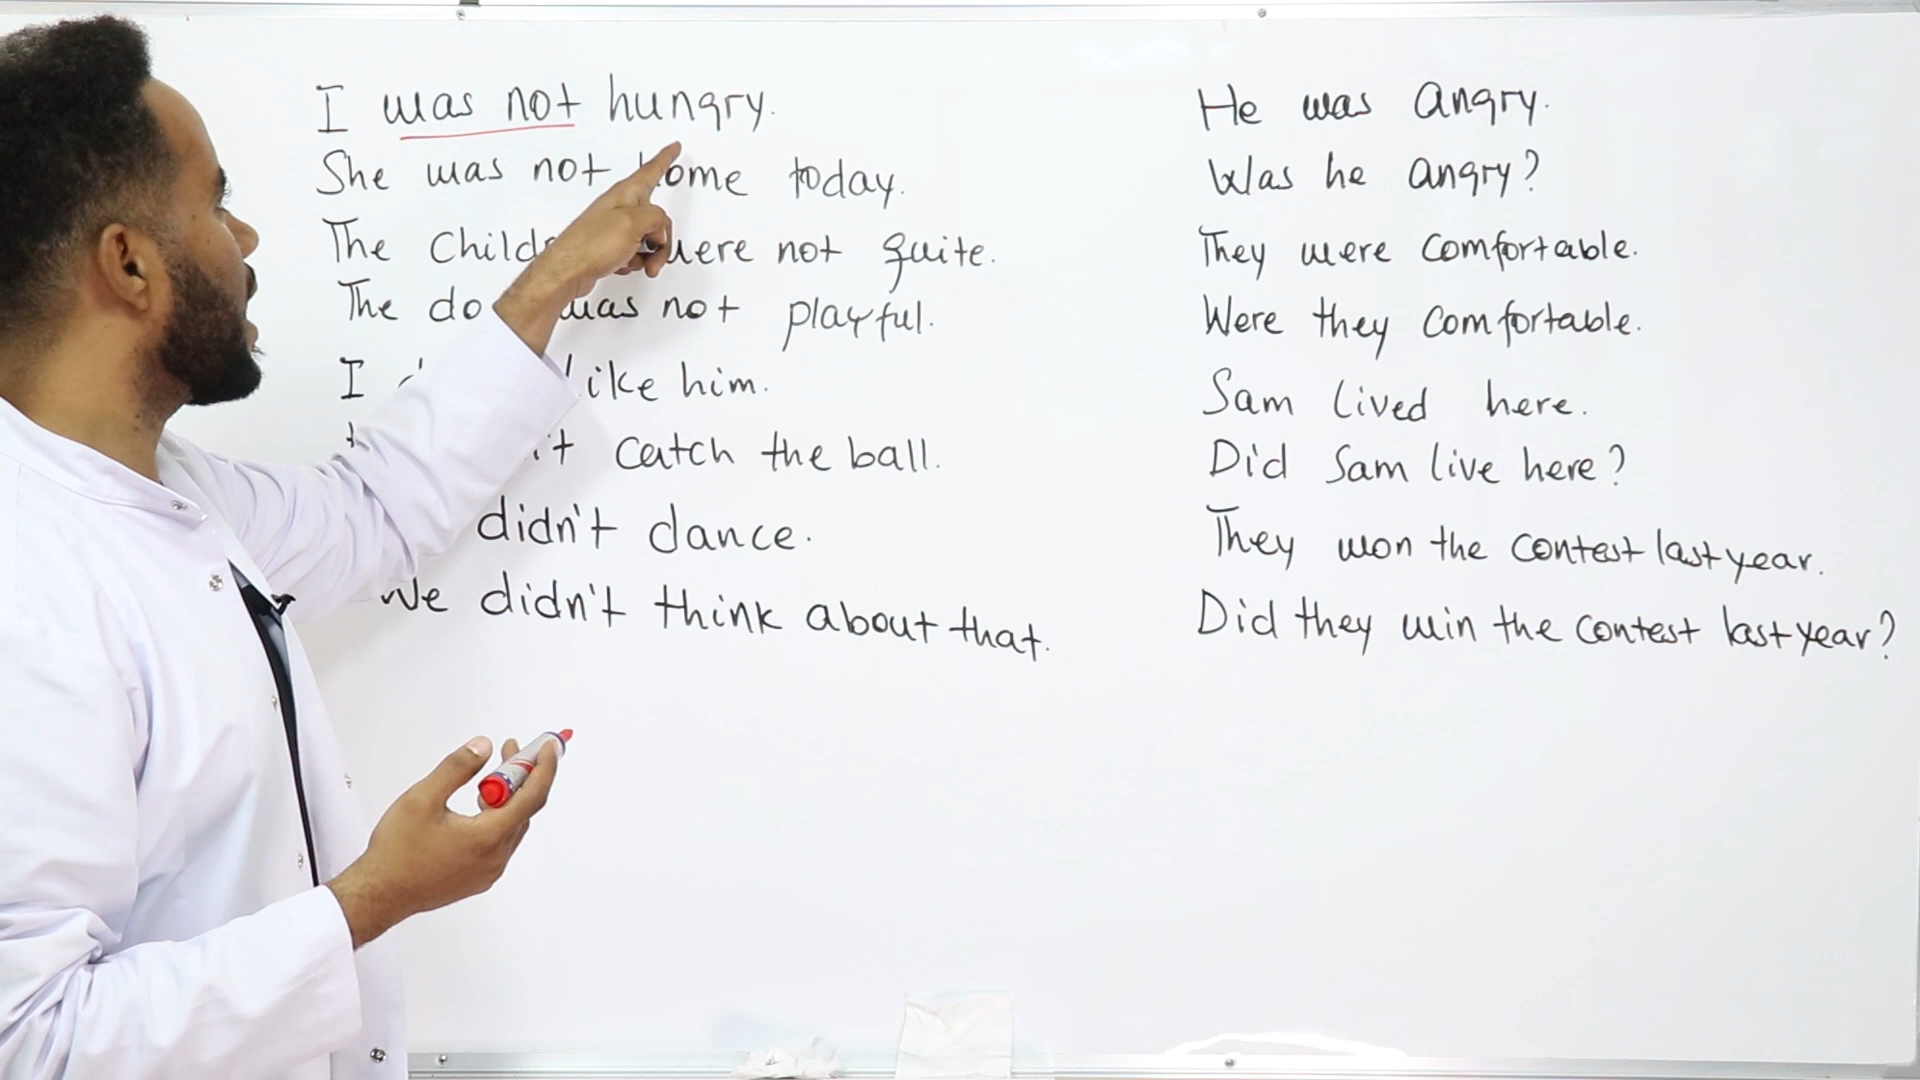 I was not hungry.
She was not home today.
The were not quite.
The was not playful.
I like him.
catch the ball.
didn't dance.
We didn't think about that.
He was angry.
Was he angry?
They were comfortable.
Were they comfortable.
Sam lived here.
Did Sam live here?
They won the contest last year.
Did they win the contest last year?